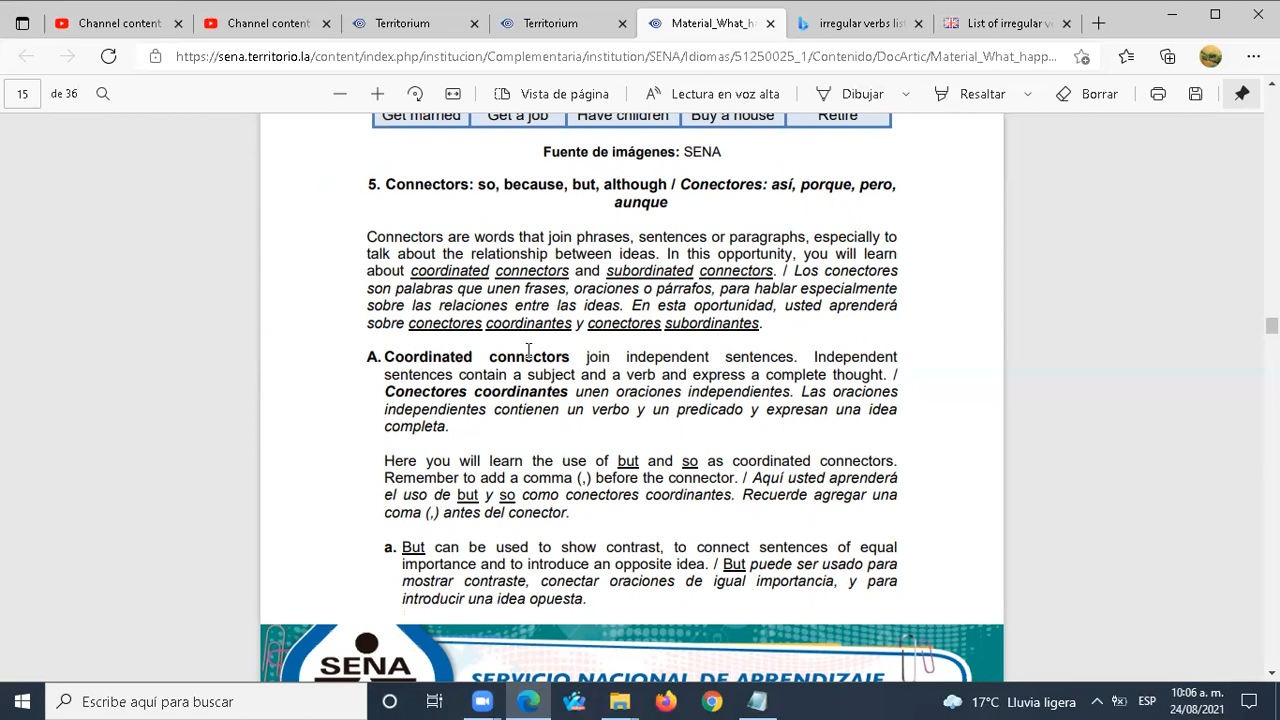 Channel content
Channel content
Territorium
Territorium
Material_What_ha
irregular verbs list
List of irregular ve
https://sena.territorio.la/content/index.php/institucion/Complementaria/institution/SENA/Idiomas/51250025_1/Contenido/DocArtic/Material_What_happ...
15 de 36
Vista de página
Lectura en voz alta
Dibujar
Resaltar
Borrar
Get married Get a job Have children Buy a house Retire
Fuente de imágenes: SENA
5. Connectors: so, because, but, although / Conectores: así, porque, pero,
aunque
Connectors are words that join phrases, sentences or paragraphs, especially to
talk about the relationship between ideas. In this opportunity, you will learn
about coordinated connectors and subordinated connectors. / Los conectores
son palabras que unen frases, oraciones o párrafos, para hablar especialmente
sobre las relaciones entre las ideas. En esta oportunidad, usted aprenderá
sobre conectores coordinantes y conectores subordinantes.
A. Coordinated connectors join independent sentences. Independent
sentences contain a subject and a verb and express a complete thought. /
Conectores coordinantes unen oraciones independientes. Las oraciones
independientes contienen un verbo y un predicado y expresan una idea
completa.
Here you will learn the use of but and so as coordinated connectors.
Remember to add a comma (,) before the connector. / Aquí usted aprenderá
el uso de but y so como conectores coordinantes. Recuerde agregar una
coma (,) antes del conector.
a. But can be used to show contrast, to connect sentences of equal
importance and to introduce an opposite idea. / But puede ser usado para
mostrar contraste, conectar oraciones de igual importancia, y para
introducir una idea opuesta.
SENA
SERVICIO NACIONAL DE APRENDIZAJE
Escribe aquí para buscar
17°C Lluvia ligera
ESP
10:06 a. m.
24/08/2021